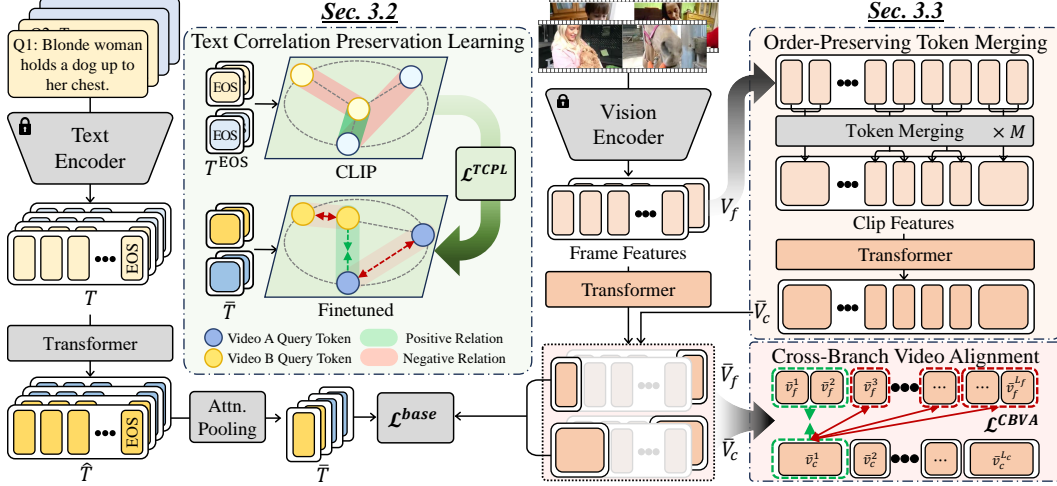 Q1: Blonde woman
holds a dog up to
her chest.
Text
Encoder
EOS
T
Transformer
EOS
T̂
Attn.
Pooling
T̄
ℒ^base
Sec. 3.2
Text Correlation Preservation Learning
EOS
EOS
T^EOS
CLIP
ℒ^TCPL
T̄
Finetuned
Video A Query Token
Positive Relation
Video B Query Token
Negative Relation
Vision
Encoder
V_f
Frame Features
Transformer
V̄_c
V̄_f
V̄_c
Sec. 3.3
Order-Preserving Token Merging
Token Merging × M
Clip Features
Transformer
Cross-Branch Video Alignment
v̄_f^1 v̄_f^2 v̄_f^3 ... ... v̄_f^{L_f}
ℒ^CBVA
v̄_c^1 v̄_c^2 ... v̄_c^{L_c}